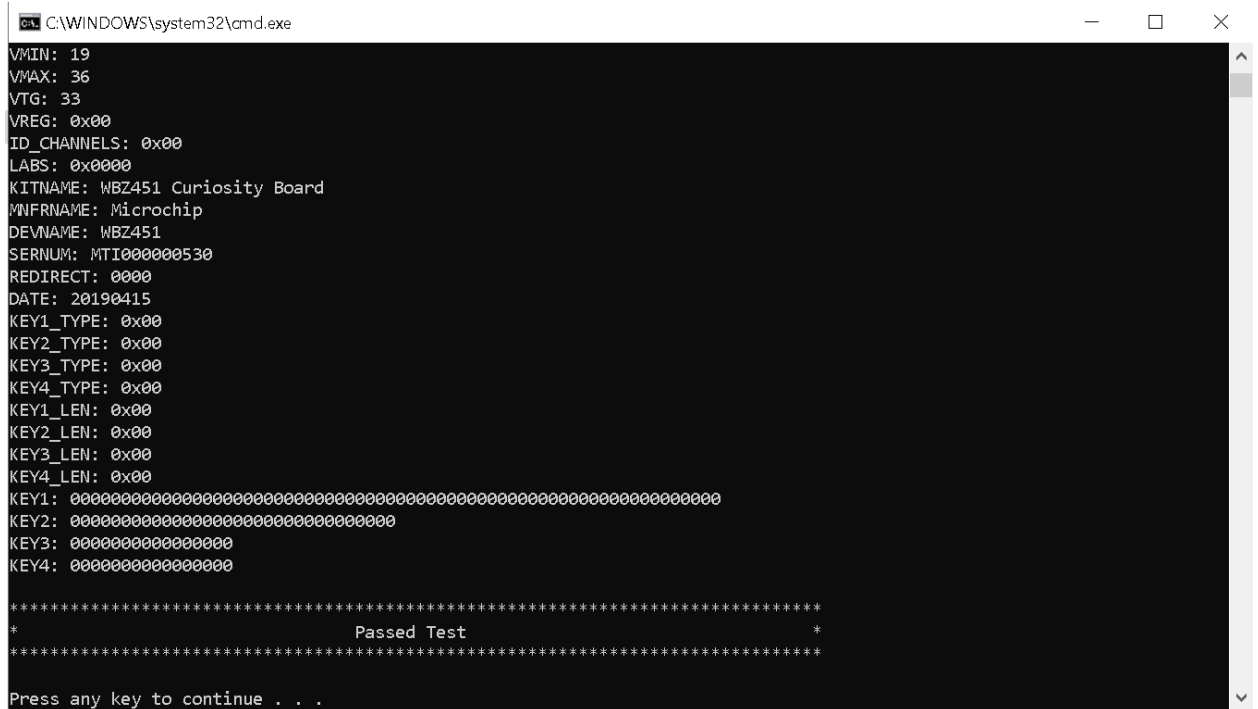 C:\WINDOWS\system32\cmd.exe
VMIN: 19
VMAX: 36
VTG: 33
VREG: 0x00
ID_CHANNELS: 0x00
LABS: 0x0000
KITNAME: WBZ451 Curiosity Board
MNFRNAME: Microchip
DEVNAME: WBZ451
SERNUM: MTI000000530
REDIRECT: 0000
DATE: 20190415
KEY1_TYPE: 0x00
KEY2_TYPE: 0x00
KEY3_TYPE: 0x00
KEY4_TYPE: 0x00
KEY1_LEN: 0x00
KEY2_LEN: 0x00
KEY3_LEN: 0x00
KEY4_LEN: 0x00
KEY1: 0000000000000000000000000000000000000000000000000000000000000000
KEY2: 00000000000000000000000000000000
KEY3: 0000000000000000
KEY4: 0000000000000000
********************************************************************************
* Passed Test *
********************************************************************************
Press any key to continue . . .